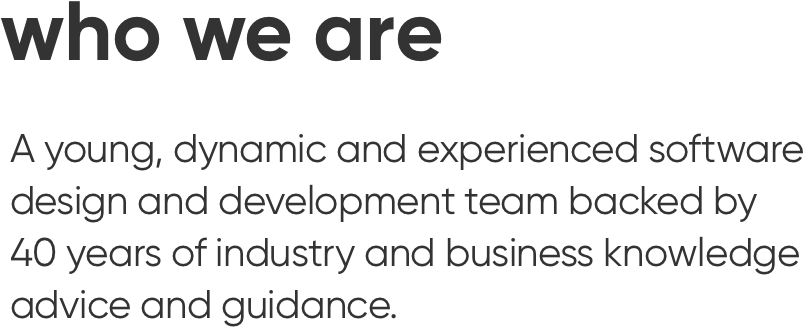 who we are
A young, dynamic and experienced software
design and development team backed by
40 years of industry and business knowledge
advice and guidance.